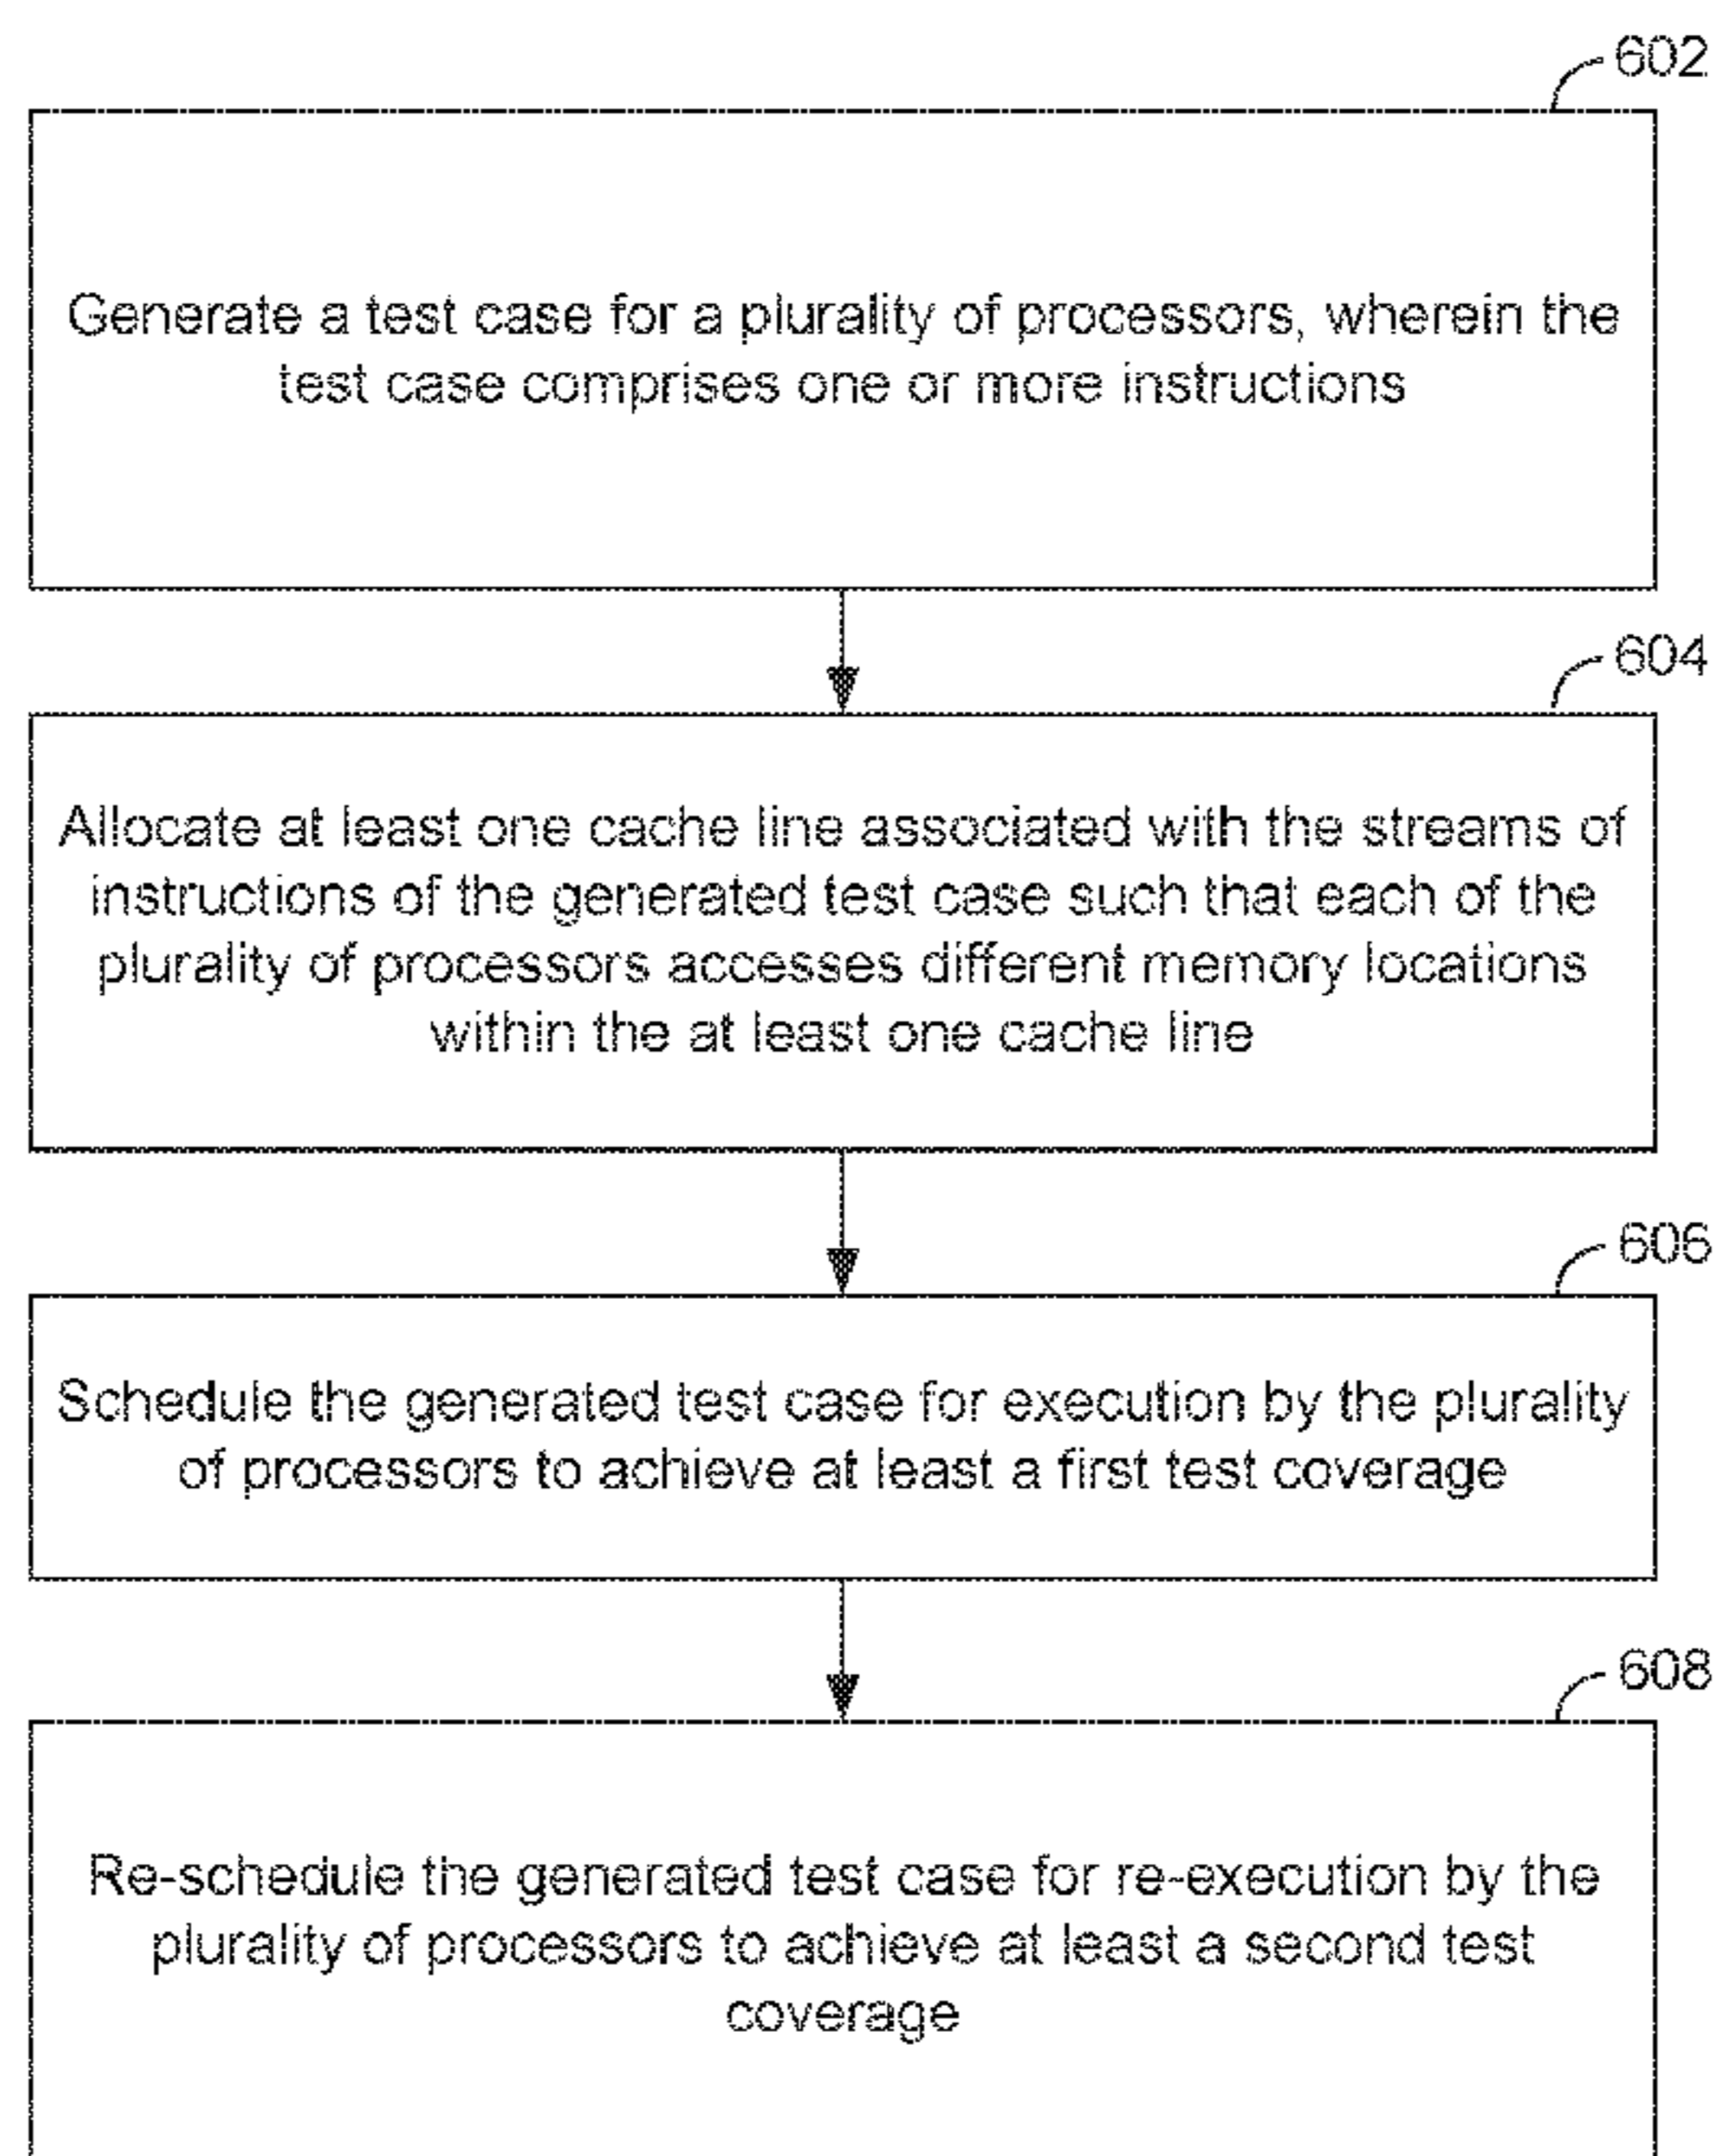 602
Generate a test case for a plurality of processors, wherein the
test case comprises one or more instructions
604
Allocate at least one cache line associated with the streams of
instructions of the generated test case such that each of the
plurality of processors accesses different memory locations
within the at least one cache line
606
Schedule the generated test case for execution by the plurality
of processors to achieve at least a first test coverage
608
Re-schedule the generated test case for re-execution by the
plurality of processors to achieve at least a second test
coverage